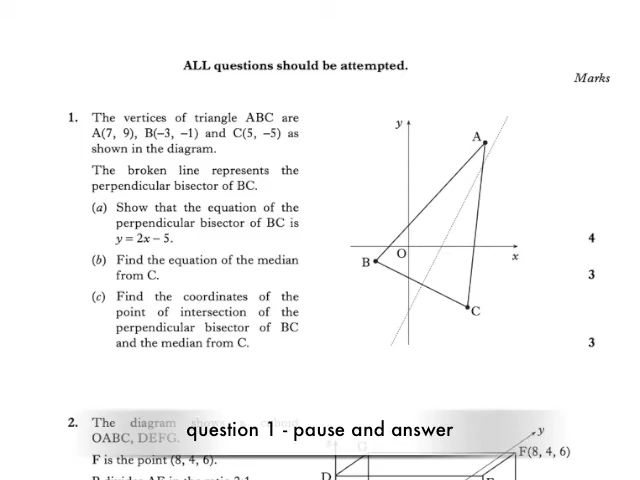 ALL questions should be attempted.
Marks
1. The vertices of triangle ABC are
A(7, 9), B(–3, –1) and C(5, –5) as
shown in the diagram.
The broken line represents the
perpendicular bisector of BC.
(a) Show that the equation of the
perpendicular bisector of BC is
y = 2x – 5.
4
(b) Find the equation of the median
from C.
3
(c) Find the coordinates of the
point of intersection of the
perpendicular bisector of BC
and the median from C.
3
y
A
O
x
B
C
2. The diagram shows a cuboid
OABC, DEFG.
question 1 - pause and answer
F is the point (8, 4, 6).
y
G
F(8, 4, 6)
D
E